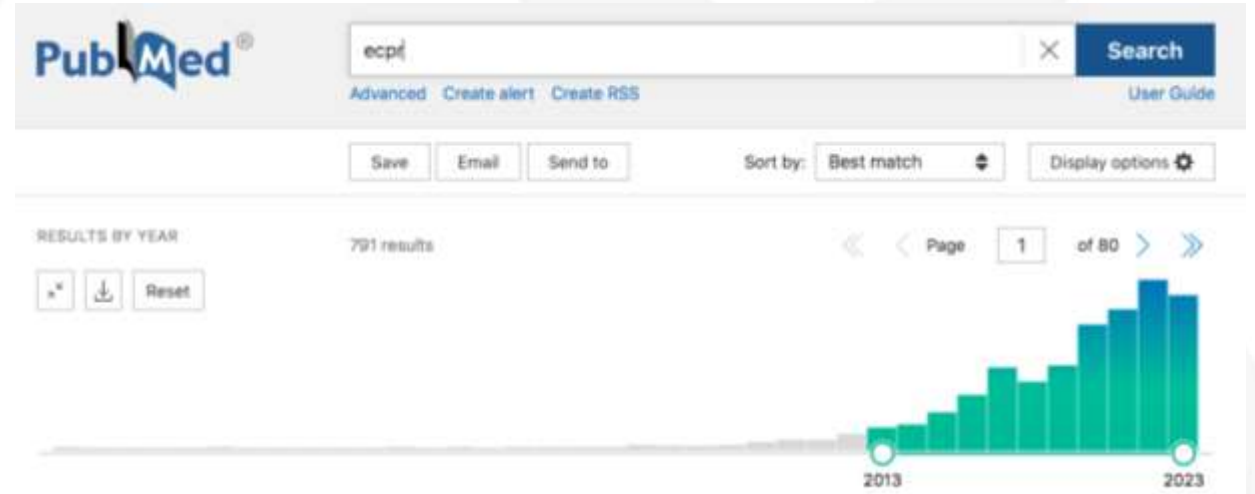 PubMed®
ecpr
Search
Advanced Create alert Create RSS
User Guide
Save Email Send to
Sort by: Best match
Display options
RESULTS BY YEAR
791 results
Page 1 of 80
Reset
2013
2023